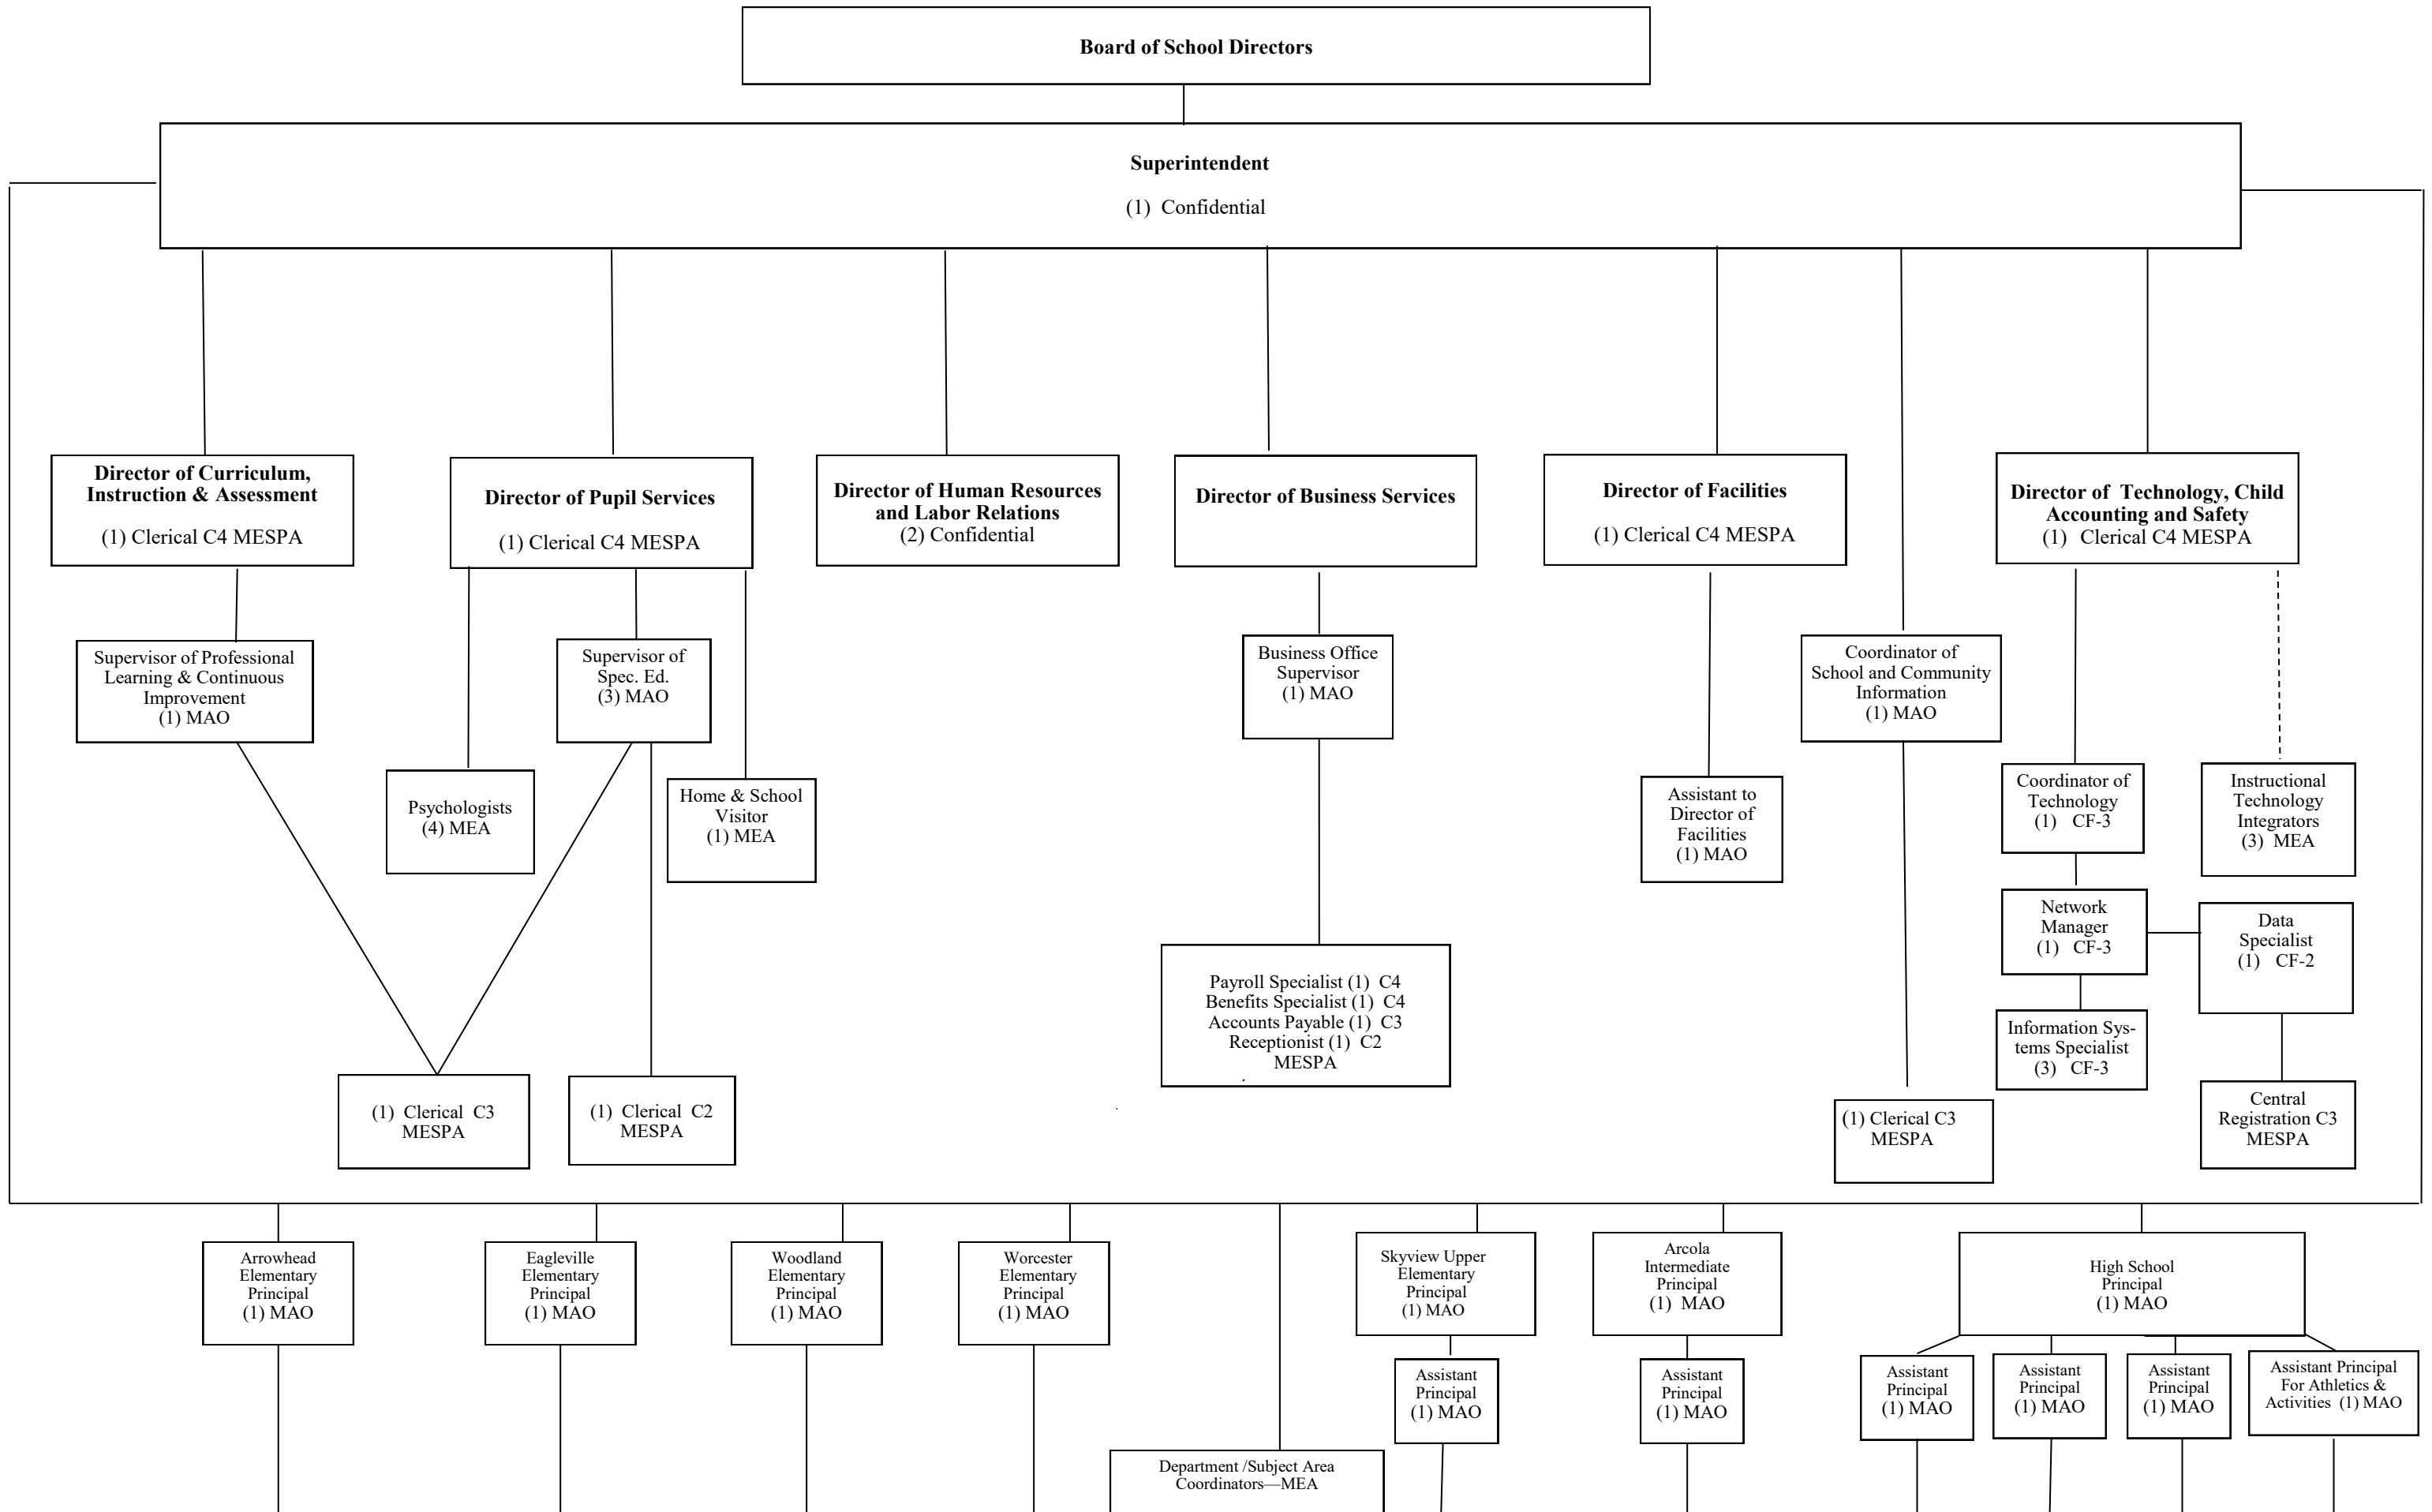 Board of School Directors
Superintendent
(1) Confidential
Director of Curriculum,
Instruction & Assessment
(1) Clerical C4 MESPA
Director of Pupil Services
(1) Clerical C4 MESPA
Director of Human Resources
and Labor Relations
(2) Confidential
Director of Business Services
Director of Facilities
(1) Clerical C4 MESPA
Director of Technology, Child
Accounting and Safety
(1) Clerical C4 MESPA
Supervisor of Professional
Learning & Continuous
Improvement
(1) MAO
Supervisor of
Spec. Ed.
(3) MAO
Business Office
Supervisor
(1) MAO
Coordinator of
School and Community
Information
(1) MAO
Psychologists
(4) MEA
Home & School
Visitor
(1) MEA
Assistant to
Director of
Facilities
(1) MAO
Coordinator of
Technology
(1) CF-3
Instructional
Technology
Integrators
(3) MEA
Network
Manager
(1) CF-3
Data
Specialist
(1) CF-2
Payroll Specialist (1) C4
Benefits Specialist (1) C4
Accounts Payable (1) C3
Receptionist (1) C2
MESPA
Information Sys-
tems Specialist
(3) CF-3
(1) Clerical C3
MESPA
(1) Clerical C2
MESPA
(1) Clerical C3
MESPA
Central
Registration C3
MESPA
Arrowhead
Elementary
Principal
(1) MAO
Eagleville
Elementary
Principal
(1) MAO
Woodland
Elementary
Principal
(1) MAO
Worcester
Elementary
Principal
(1) MAO
Skyview Upper
Elementary
Principal
(1) MAO
Arcola
Intermediate
Principal
(1) MAO
High School
Principal
(1) MAO
Assistant
Principal
(1) MAO
Assistant
Principal
(1) MAO
Assistant
Principal
(1) MAO
Assistant
Principal
(1) MAO
Assistant
Principal
(1) MAO
Assistant Principal
For Athletics &
Activities (1) MAO
Department /Subject Area
Coordinators—MEA